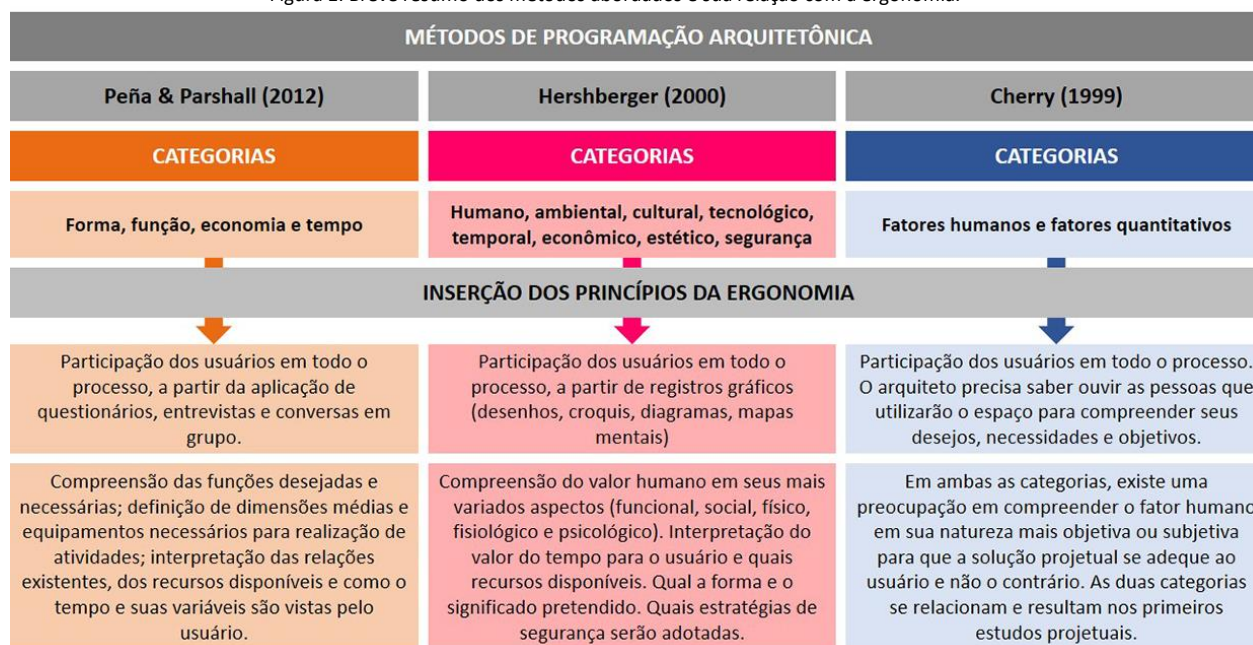 MÉTODOS DE PROGRAMAÇÃO ARQUITETÔNICA
Peña & Parshall (2012)
Hershberger (2000)
Cherry (1999)
CATEGORIAS
CATEGORIAS
CATEGORIAS
Forma, função, economia e tempo
Humano, ambiental, cultural, tecnológico,
temporal, econômico, estético, segurança
Fatores humanos e fatores quantitativos
INSERÇÃO DOS PRINCÍPIOS DA ERGONOMIA
Participação dos usuários em todo o
processo, a partir da aplicação de
questionários, entrevistas e conversas em
grupo.
Participação dos usuários em todo o
processo, a partir de registros gráficos
(desenhos, croquis, diagramas, mapas
mentais)
Participação dos usuários em todo o processo.
O arquiteto precisa saber ouvir as pessoas que
utilizarão o espaço para compreender seus
desejos, necessidades e objetivos.
Compreensão das funções desejadas e
necessárias; definição de dimensões médias e
equipamentos necessários para realização de
atividades; interpretação das relações
existentes, dos recursos disponíveis e como o
tempo e suas variáveis são vistas pelo
usuário.
Compreensão do valor humano em seus mais
variados aspectos (funcional, social, físico,
fisiológico e psicológico). Interpretação do
valor do tempo para o usuário e quais
recursos disponíveis. Qual a forma e o
significado pretendido. Quais estratégias de
segurança serão adotadas.
Em ambas as categorias, existe uma
preocupação em compreender o fator humano
em sua natureza mais objetiva ou subjetiva
para que a solução projetual se adeque ao
usuário e não o contrário. As duas categorias
se relacionam e resultam nos primeiros
estudos projetuais.